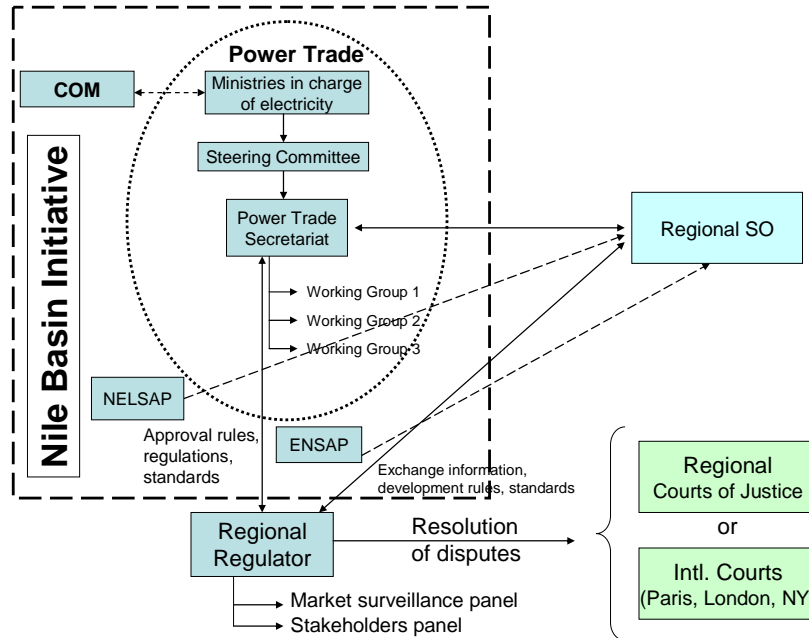 Power Trade
COM
Ministries in charge
of electricity
Steering Committee
Power Trade
Secretariat
Regional SO
Working Group 1
Working Group 2
Working Group 3
Nile Basin Initiative
NELSAP
ENSAP
Approval rules,
regulations,
standards
Exchange information,
development rules, standards
Regional
Regulator
Resolution
of disputes
Regional
Courts of Justice
or
Intl. Courts
(Paris, London, NY
Market surveillance panel
Stakeholders panel